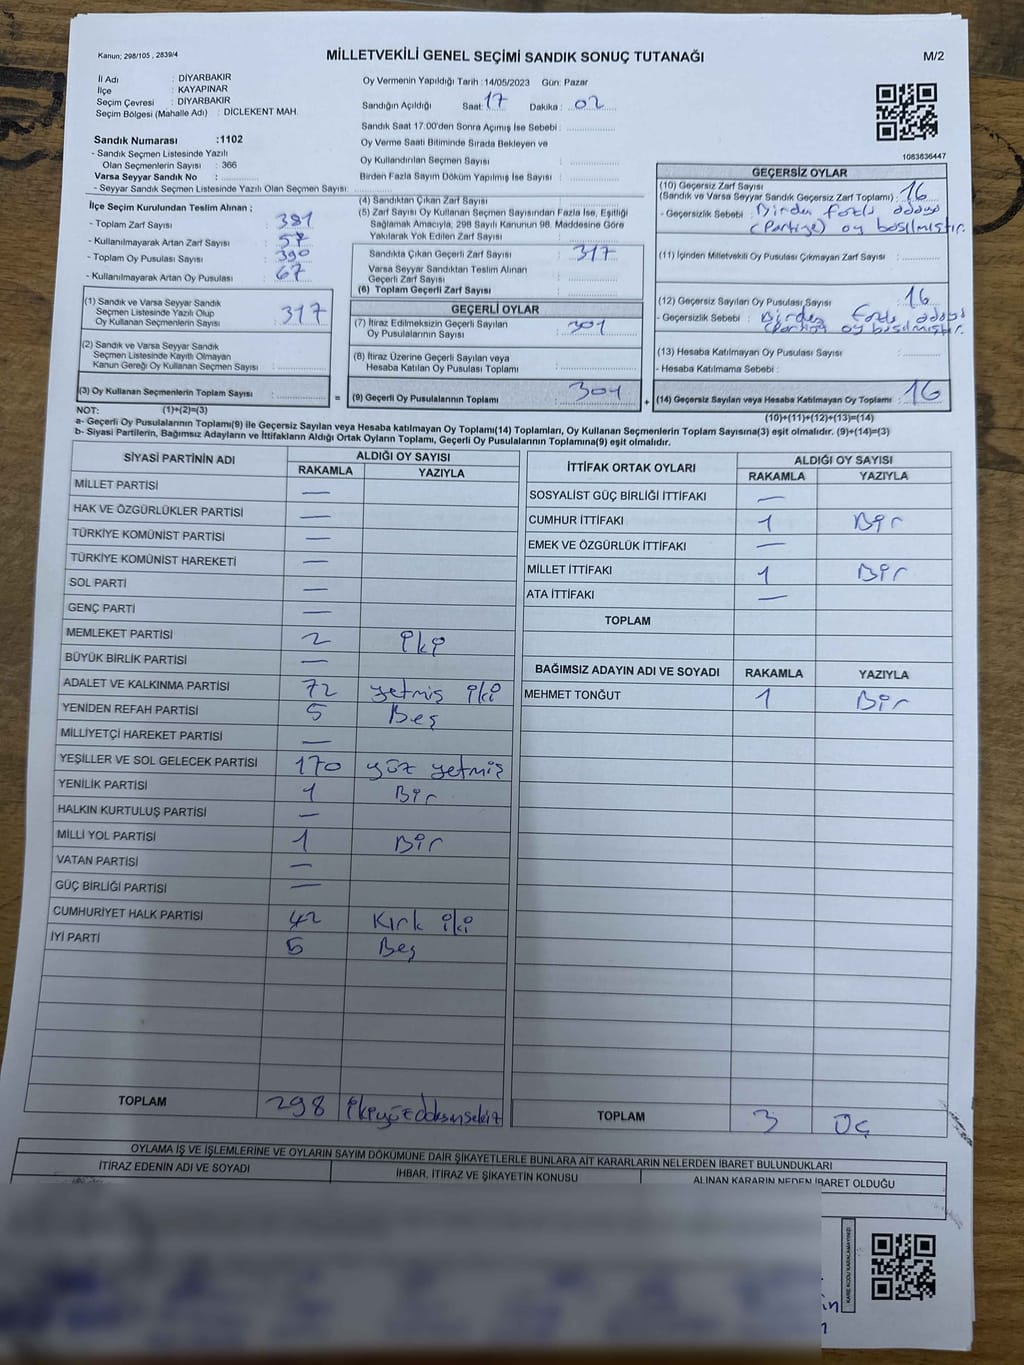 Kanun; 298/105 , 2839/4
MİLLETVEKİLİ GENEL SEÇİMİ SANDIK SONUÇ TUTANAĞI
M/2
İl Adı : DİYARBAKIR
İlçe : KAYAPINAR
Seçim Çevresi : DİYARBAKIR
Seçim Bölgesi (Mahalle Adı) : DICLEKENT MAH.
Sandık Numarası :1102
- Sandık Seçmen Listesinde Yazılı
Olan Seçmenlerin Sayısı : 366
Varsa Seyyar Sandık No :
- Seyyar Sandık Seçmen Listesinde Yazılı Olan Seçmen Sayısı:
Oy Vermenin Yapıldığı Tarih :14/05/2023 Gün: Pazar
Sandığın Açıldığı Saat: 17 Dakika : 02
Sandık Saat 17.00'den Sonra Açımış İse Sebebi :
Oy Verme Saati Bitiminde Sırada Bekleyen ve
Oy Kullandırılan Seçmen Sayısı :
Birden Fazla Sayım Döküm Yapılmış İse Sayısı :
1083836447
İlçe Seçim Kurulundan Teslim Alınan ;
- Toplam Zarf Sayısı : 381
- Kullanılmayarak Artan Zarf Sayısı : 57
- Toplam Oy Pusulası Sayısı : 390
- Kullanılmayarak Artan Oy Pusulası : 67
(1) Sandık ve Varsa Seyyar Sandık
Seçmen Listesinde Yazılı Olup
Oy Kullanan Seçmenlerin Sayısı : 317
(2) Sandık ve Varsa Seyyar Sandık
Seçmen Listesinde Kayıtlı Olmayan
Kanun Gereği Oy Kullanan Seçmen Sayısı :
(3) Oy Kullanan Seçmenlerin Toplam Sayısı :
(4) Sandıktan Çıkan Zarf Sayısı :
(5) Zarf Sayısı Oy Kullanan Seçmen Sayısından Fazla İse, Eşitliği
Sağlamak Amacıyla, 298 Sayılı Kanunun 98. Maddesine Göre
Yakılarak Yok Edilen Zarf Sayısı :
Sandıkta Çıkan Geçerli Zarf Sayısı : 317
Varsa Seyyar Sandıktan Teslim Alınan
Geçerli Zarf Sayısı :
(6) Toplam Geçerli Zarf Sayısı :
GEÇERLİ OYLAR
(7) İtiraz Edilmeksizin Geçerli Sayılan
Oy Pusulalarının Sayısı : 301
(8) İtiraz Üzerine Geçerli Sayılan veya
Hesaba Katılan Oy Pusulası Toplamı :
= (9) Geçerli Oy Pusulalarının Toplamı : 301
GEÇERSİZ OYLAR
(10) Geçersiz Zarf Sayısı
(Sandık ve Varsa Seyyar Sandık Geçersiz Zarf Toplamı) : 16
- Geçersizlik Sebebi : Birden fazla adaya
(Partiye) oy basılmıştır.
(11) İçinden Milletvekili Oy Pusulası Çıkmayan Zarf Sayısı :
(12) Geçersiz Sayılan Oy Pusulası Sayısı : 16
- Geçersizlik Sebebi : Birden fazla adaya
(Partiye) oy basılmıştır.
(13) Hesaba Katılmayan Oy Pusulası Sayısı :
- Hesaba Katılmama Sebebi :
+ (14) Geçersiz Sayılan veya Hesaba Katılmayan Oy Toplamı : 16
NOT: (1)+(2)=(3)
(10)+(11)+(12)+(13)=(14)
a- Geçerli Oy Pusulalarının Toplamı(9) ile Geçersiz Sayılan veya Hesaba katılmayan Oy Toplamı(14) Toplamları, Oy Kullanan Seçmenlerin Toplam Sayısına(3) eşit olmalıdır. (9)+(14)=(3)
b- Siyasi Partilerin, Bağımsız Adayların ve İttifakların Aldığı Ortak Oyların Toplamı, Geçerli Oy Pusulalarının Toplamına(9) eşit olmalıdır.
SİYASİ PARTİNİN ADI
ALDIĞI OY SAYISI
RAKAMLA YAZIYLA
MİLLET PARTİSİ —
HAK VE ÖZGÜRLÜKLER PARTİSİ —
TÜRKİYE KOMÜNİST PARTİSİ —
TÜRKİYE KOMÜNİST HAREKETİ —
SOL PARTİ —
GENÇ PARTİ —
MEMLEKET PARTİSİ 2 iki
BÜYÜK BİRLİK PARTİSİ —
ADALET VE KALKINMA PARTİSİ 72 yetmiş iki
YENİDEN REFAH PARTİSİ 5 Beş
MİLLİYETÇİ HAREKET PARTİSİ —
YEŞİLLER VE SOL GELECEK PARTİSİ 170 yüz yetmiş
YENİLİK PARTİSİ 1 Bir
HALKIN KURTULUŞ PARTİSİ —
MİLLİ YOL PARTİSİ 1 Bir
VATAN PARTİSİ —
GÜÇ BİRLİĞİ PARTİSİ —
CUMHURİYET HALK PARTİSİ 42 Kırk iki
İYİ PARTİ 5 Beş
TOPLAM 298 ikiyüzdoksansekiz
İTTİFAK ORTAK OYLARI
ALDIĞI OY SAYISI
RAKAMLA YAZIYLA
SOSYALİST GÜÇ BİRLİĞİ İTTİFAKI —
CUMHUR İTTİFAKI 1 Bir
EMEK VE ÖZGÜRLÜK İTTİFAKI —
MİLLET İTTİFAKI 1 Bir
ATA İTTİFAKI —
TOPLAM
BAĞIMSIZ ADAYIN ADI VE SOYADI RAKAMLA YAZIYLA
MEHMET TONĞUT 1 Bir
TOPLAM 3 Üç
OYLAMA İŞ VE İŞLEMLERİNE VE OYLARIN SAYIM DÖKÜMÜNE DAİR ŞİKAYETLERLE BUNLARA AİT KARARLARIN NELERDEN İBARET BULUNDUKLARI
İTİRAZ EDENİN ADI VE SOYADI
İHBAR, İTİRAZ VE ŞİKAYETİN KONUSU
ALINAN KARARIN NEDEN İBARET OLDUĞU
KARE KODU KARALAMAYINIZ!